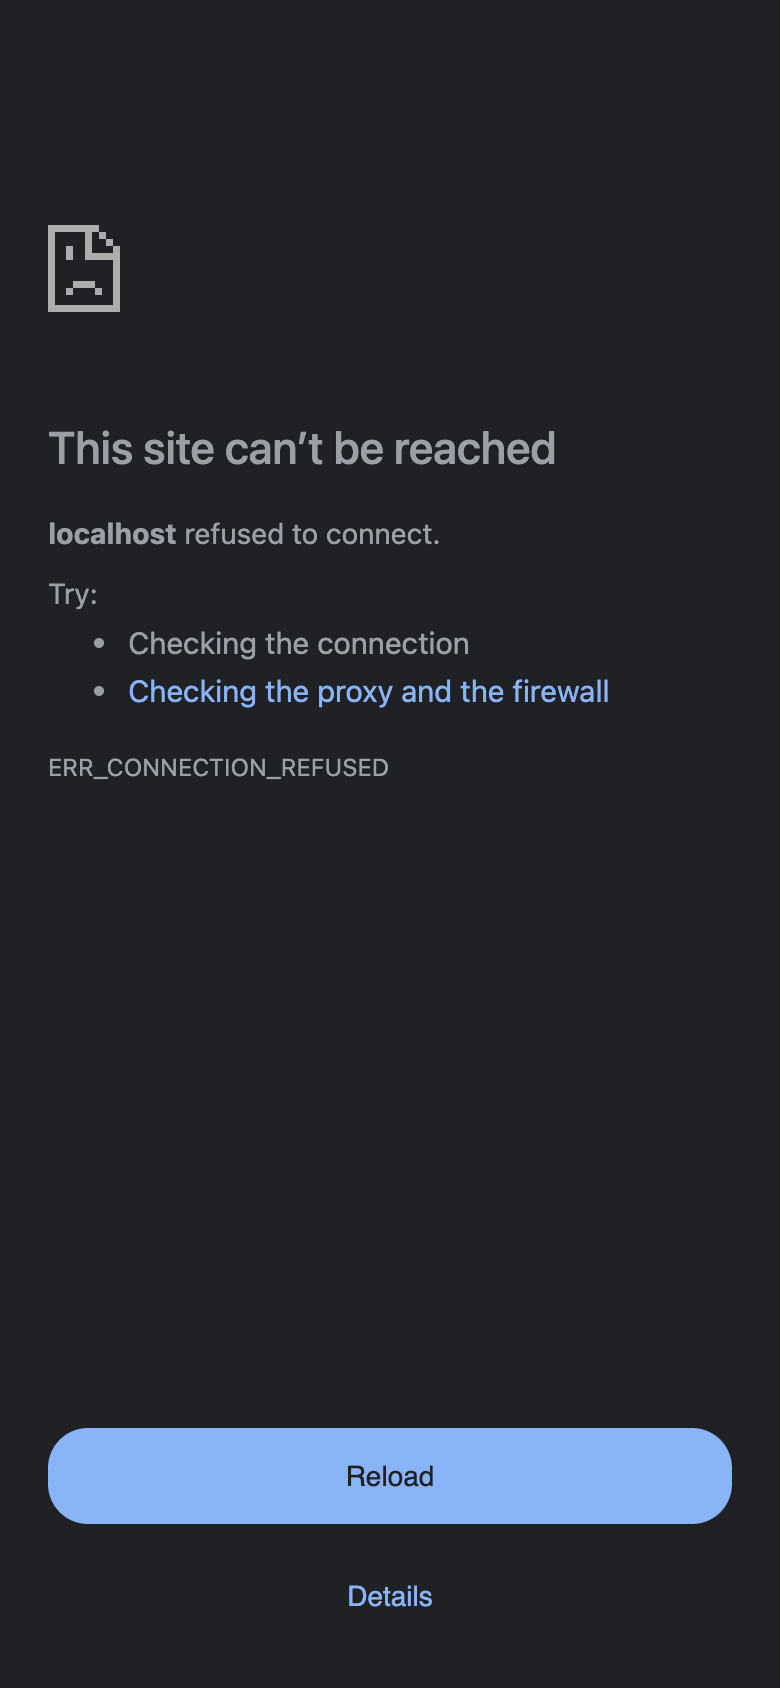 This site can’t be reached
localhost refused to connect.
Try:
• Checking the connection
• Checking the proxy and the firewall
ERR_CONNECTION_REFUSED
Reload
Details